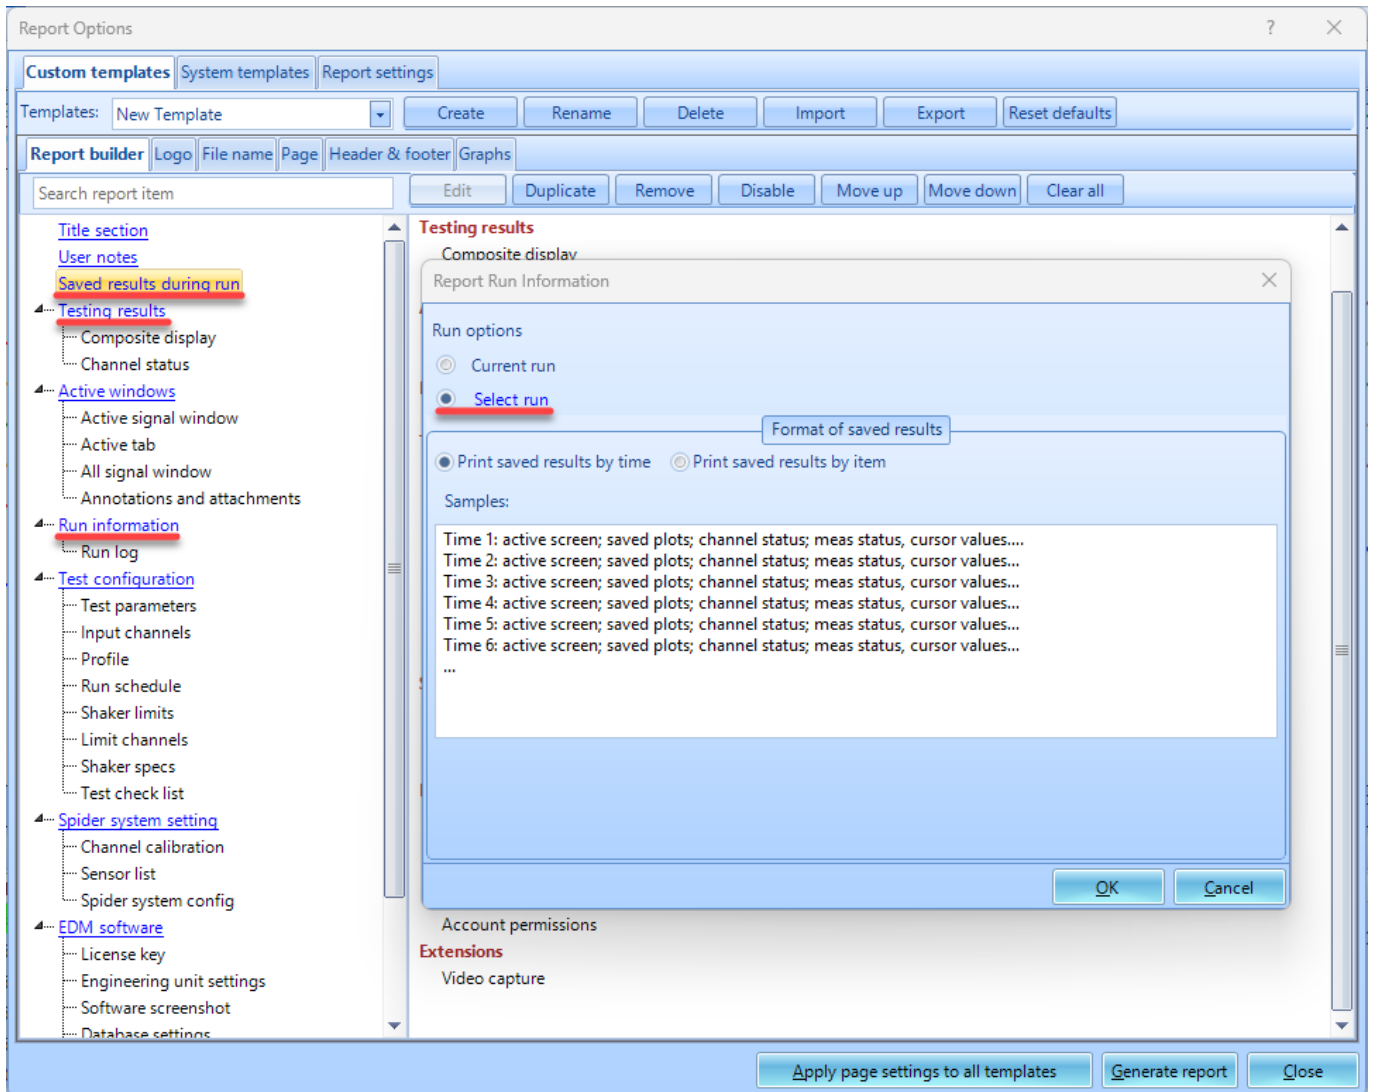 Report Options
?
Custom templates System templates Report settings
Templates: New Template Create Rename Delete Import Export Reset defaults
Report builder Logo File name Page Header & footer Graphs
Search report item Edit Duplicate Remove Disable Move up Move down Clear all
Title section
User notes
Saved results during run
Testing results
Composite display
Channel status
Active windows
Active signal window
Active tab
All signal window
Annotations and attachments
Run information
Run log
Test configuration
Test parameters
Input channels
Profile
Run schedule
Shaker limits
Limit channels
Shaker specs
Test check list
Spider system setting
Channel calibration
Sensor list
Spider system config
EDM software
License key
Engineering unit settings
Software screenshot
Database settings
Testing results
Composite display
Report Run Information
Run options
Current run
Select run
Format of saved results
Print saved results by time Print saved results by item
Samples:
Time 1: active screen; saved plots; channel status; meas status, cursor values....
Time 2: active screen; saved plots; channel status; meas status, cursor values...
Time 3: active screen; saved plots; channel status; meas status, cursor values...
Time 4: active screen; saved plots; channel status; meas status, cursor values...
Time 5: active screen; saved plots; channel status; meas status, cursor values...
Time 6: active screen; saved plots; channel status; meas status, cursor values...
...
OK Cancel
Account permissions
Extensions
Video capture
Apply page settings to all templates Generate report Close